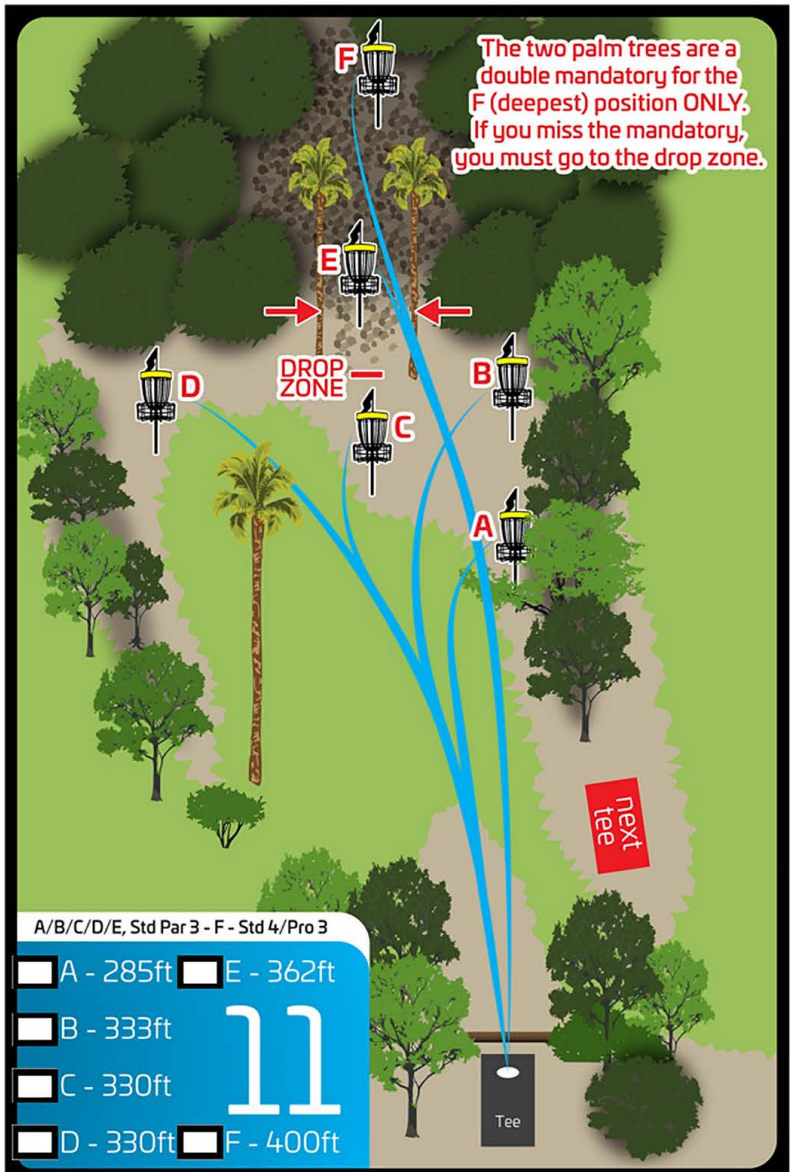 The two palm trees are a
double mandatory for the
F (deepest) position ONLY.
If you miss the mandatory,
you must go to the drop zone.
F
E
DROP
ZONE
D
B
C
A
next
tee
A/B/C/D/E, Std Par 3 - F - Std 4/Pro 3
A - 285ft E - 362ft
B - 333ft
C - 330ft
D - 330ft F - 400ft
11
Tee